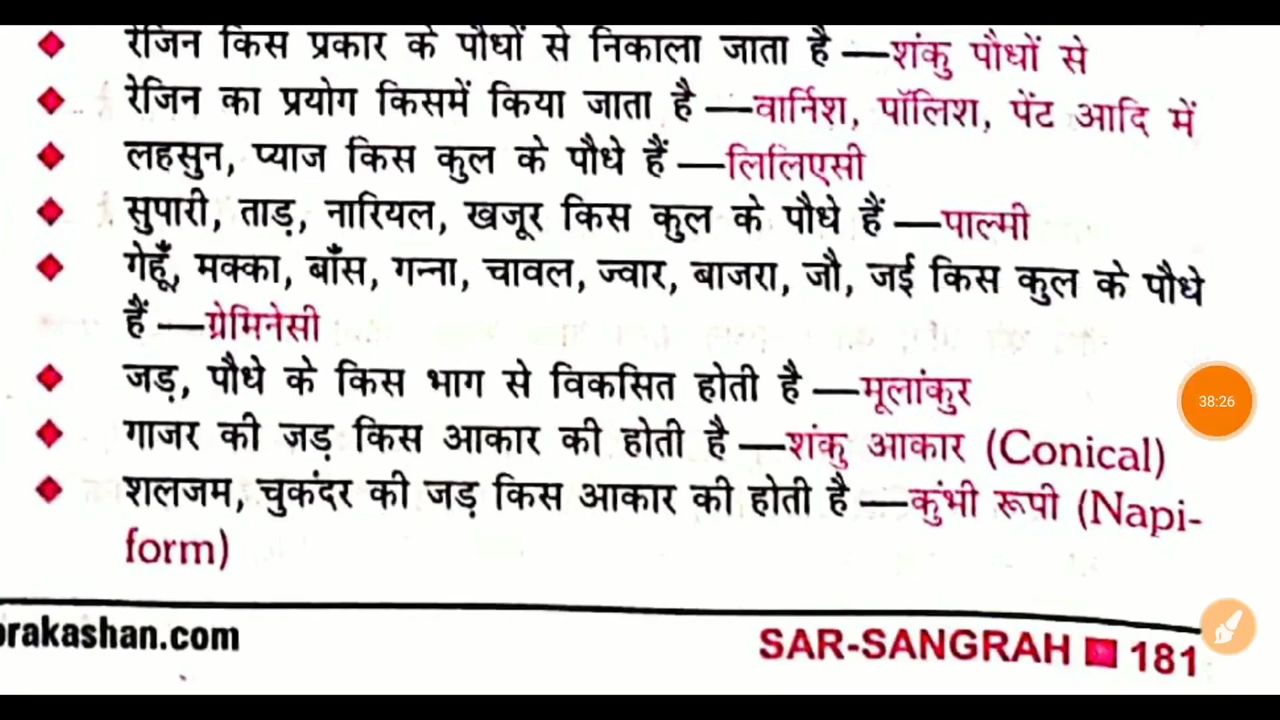 रेजिन किस प्रकार के पौधों से निकाला जाता है —शंकु पौधों से
रेजिन का प्रयोग किसमें किया जाता है —वार्निश, पॉलिश, पेंट आदि में
लहसुन, प्याज किस कुल के पौधे हैं —लिलिएसी
सुपारी, ताड़, नारियल, खजूर किस कुल के पौधे हैं —पाल्मी
गेहूँ, मक्का, बाँस, गन्ना, चावल, ज्वार, बाजरा, जौ, जई किस कुल के पौधे
हैं —ग्रेमिनेसी
जड़, पौधे के किस भाग से विकसित होती है —मूलांकुर
38:26
गाजर की जड़ किस आकार की होती है —शंकु आकार (Conical)
शलजम, चुकंदर की जड़ किस आकार की होती है —कुंभी रूपी (Napi-
form)
prakashan.com
SAR-SANGRAH 181